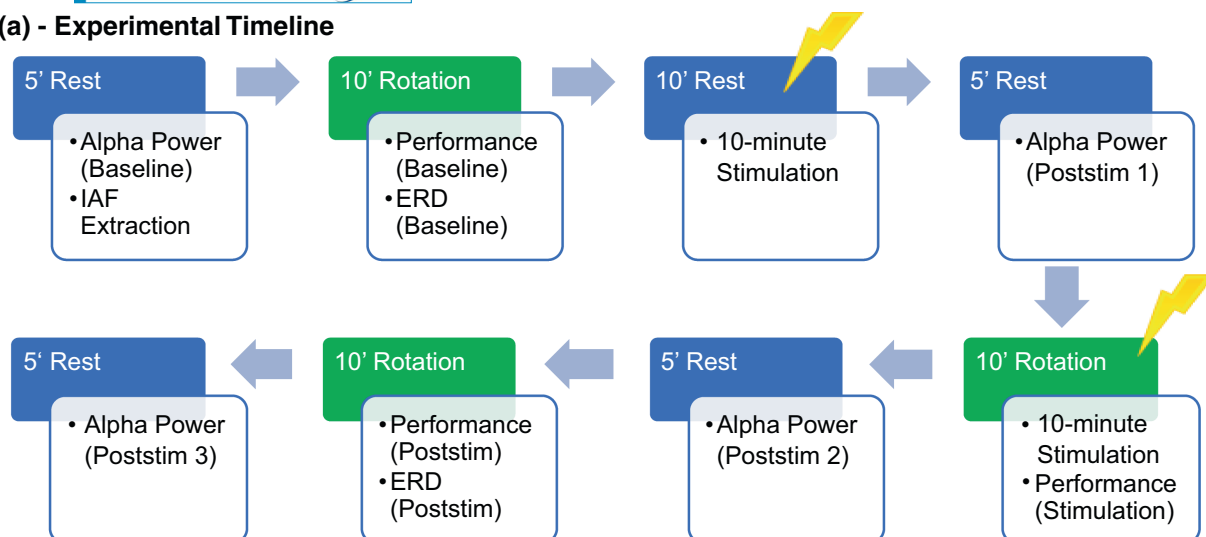 (a) - Experimental Timeline
5’ Rest
•Alpha Power
(Baseline)
•IAF
Extraction
10’ Rotation
•Performance
(Baseline)
•ERD
(Baseline)
10’ Rest
• 10-minute
Stimulation
5’ Rest
•Alpha Power
(Poststim 1)
10’ Rotation
• 10-minute
Stimulation
• Performance
(Stimulation)
5’ Rest
•Alpha Power
(Poststim 2)
10’ Rotation
•Performance
(Poststim)
•ERD
(Poststim)
5‘ Rest
• Alpha Power
(Poststim 3)